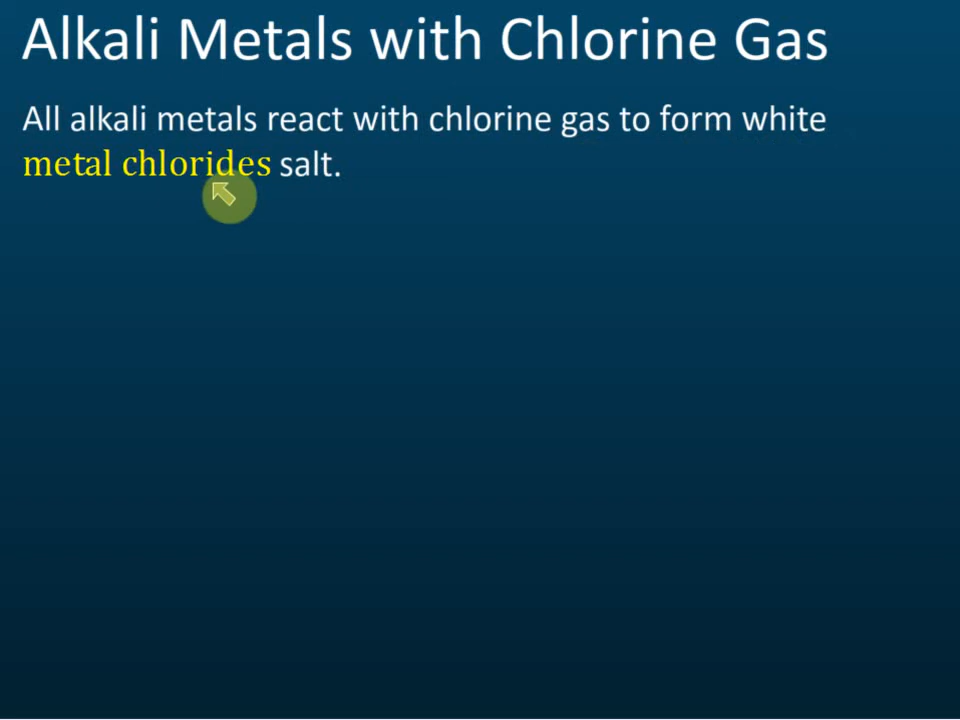 Alkali Metals with Chlorine Gas
All alkali metals react with chlorine gas to form white
metal chlorides salt.